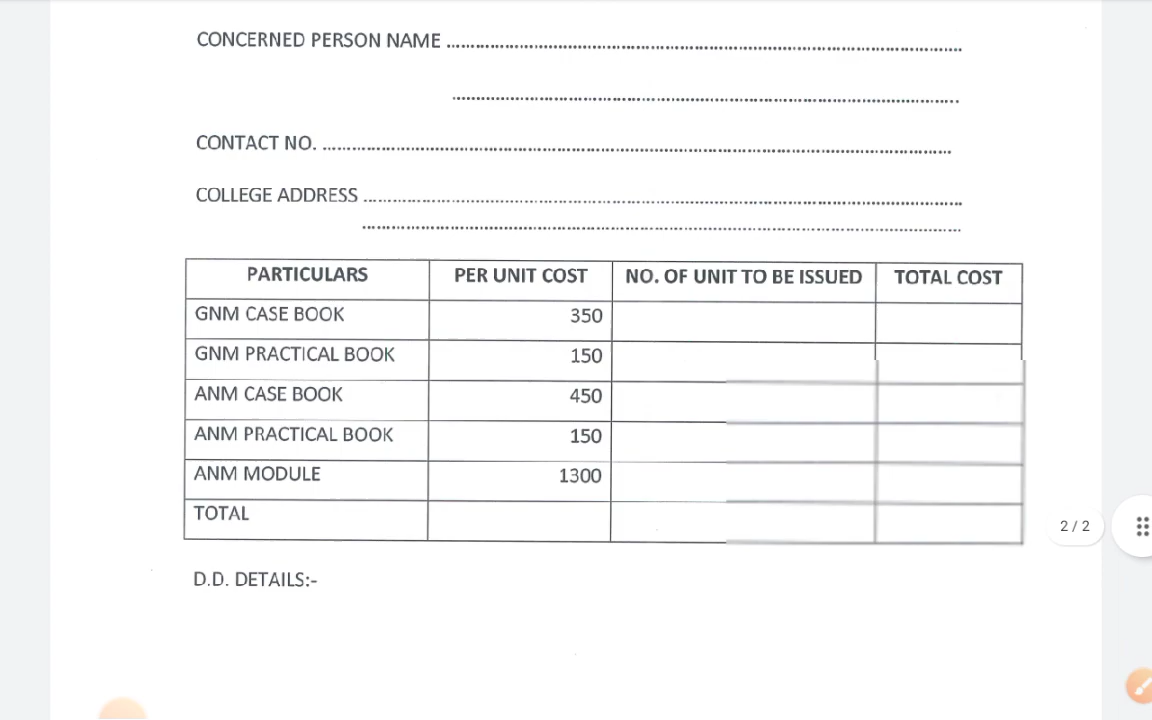 CONCERNED PERSON NAME ................................................................
................................................................
CONTACT NO. ................................................................
COLLEGE ADDRESS ................................................................
................................................................
PARTICULARS PER UNIT COST NO. OF UNIT TO BE ISSUED TOTAL COST
GNM CASE BOOK 350
GNM PRACTICAL BOOK 150
ANM CASE BOOK 450
ANM PRACTICAL BOOK 150
ANM MODULE 1300
TOTAL
2 / 2
D.D. DETAILS:-